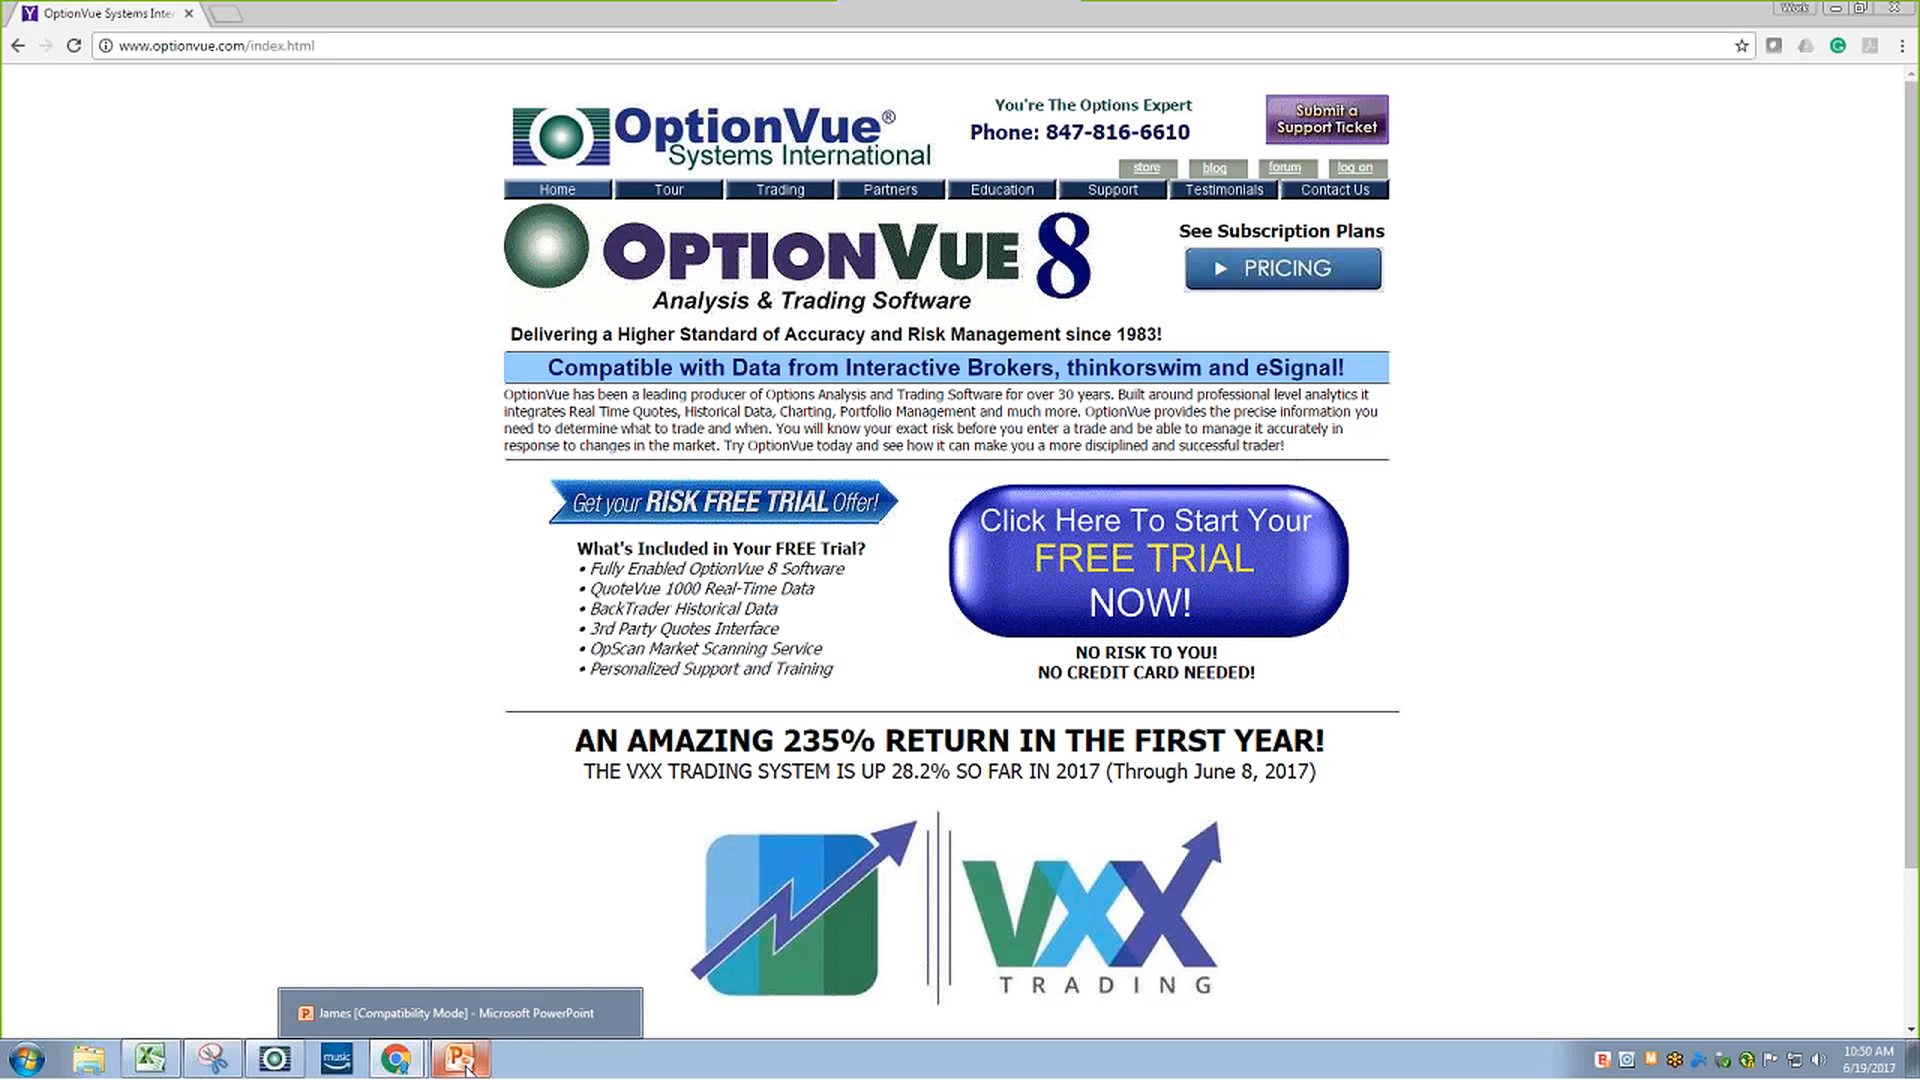 OptionVue Systems Inte
Work
www.optionvue.com/index.html
OptionVue®
Systems International
You're The Options Expert
Phone: 847-816-6610
Submit a
Support Ticket
store blog forum log on
Home Tour Trading Partners Education Support Testimonials Contact Us
OPTIONVUE 8
Analysis & Trading Software
See Subscription Plans
PRICING
Delivering a Higher Standard of Accuracy and Risk Management since 1983!
Compatible with Data from Interactive Brokers, thinkorswim and eSignal!
OptionVue has been a leading producer of Options Analysis and Trading Software for over 30 years. Built around professional level analytics it
integrates Real Time Quotes, Historical Data, Charting, Portfolio Management and much more. OptionVue provides the precise information you
need to determine what to trade and when. You will know your exact risk before you enter a trade and be able to manage it accurately in
response to changes in the market. Try OptionVue today and see how it can make you a more disciplined and successful trader!
Get your RISK FREE TRIAL Offer!
What's Included in Your FREE Trial?
• Fully Enabled OptionVue 8 Software
• QuoteVue 1000 Real-Time Data
• BackTrader Historical Data
• 3rd Party Quotes Interface
• OpScan Market Scanning Service
• Personalized Support and Training
Click Here To Start Your
FREE TRIAL
NOW!
NO RISK TO YOU!
NO CREDIT CARD NEEDED!
AN AMAZING 235% RETURN IN THE FIRST YEAR!
THE VXX TRADING SYSTEM IS UP 28.2% SO FAR IN 2017 (Through June 8, 2017)
VXX
TRADING
James [Compatibility Mode] - Microsoft PowerPoint
music
10:50 AM
6/19/2017